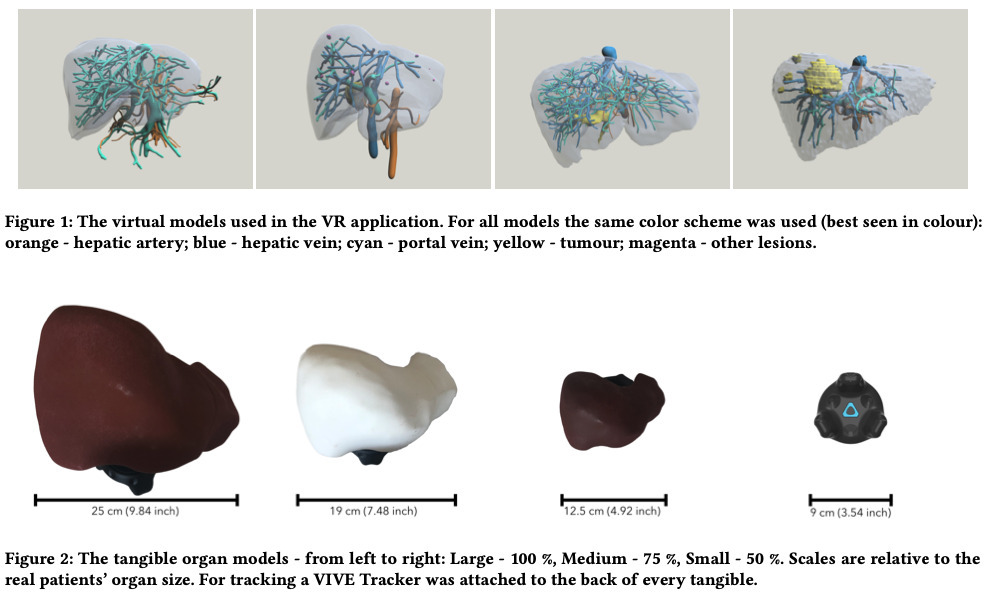 Figure 1: The virtual models used in the VR application. For all models the same color scheme was used (best seen in colour):
orange - hepatic artery; blue - hepatic vein; cyan - portal vein; yellow - tumour; magenta - other lesions.
25 cm (9.84 inch)
19 cm (7.48 inch)
12.5 cm (4.92 inch)
9 cm (3.54 inch)
Figure 2: The tangible organ models - from left to right: Large - 100 %, Medium - 75 %, Small - 50 %. Scales are relative to the
real patients’ organ size. For tracking a VIVE Tracker was attached to the back of every tangible.